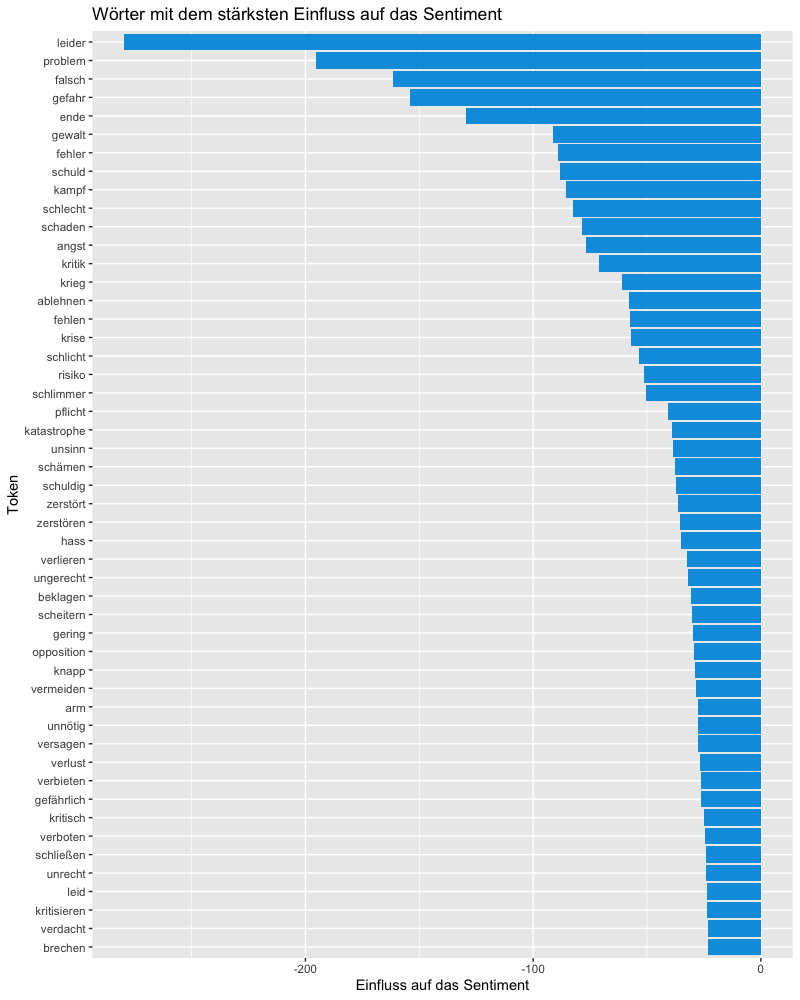 Wörter mit dem stärksten Einfluss auf das Sentiment
Token
leider
problem
falsch
gefahr
ende
gewalt
fehler
schuld
kampf
schlecht
schaden
angst
kritik
krieg
ablehnen
fehlen
krise
schlicht
risiko
schlimmer
pflicht
katastrophe
unsinn
schämen
schuldig
zerstört
zerstören
hass
verlieren
ungerecht
beklagen
scheitern
gering
opposition
knapp
vermeiden
arm
unnötig
versagen
verlust
verbieten
gefährlich
kritisch
verboten
schließen
unrecht
leid
kritisieren
verdacht
brechen
-200 -100 0
Einfluss auf das Sentiment